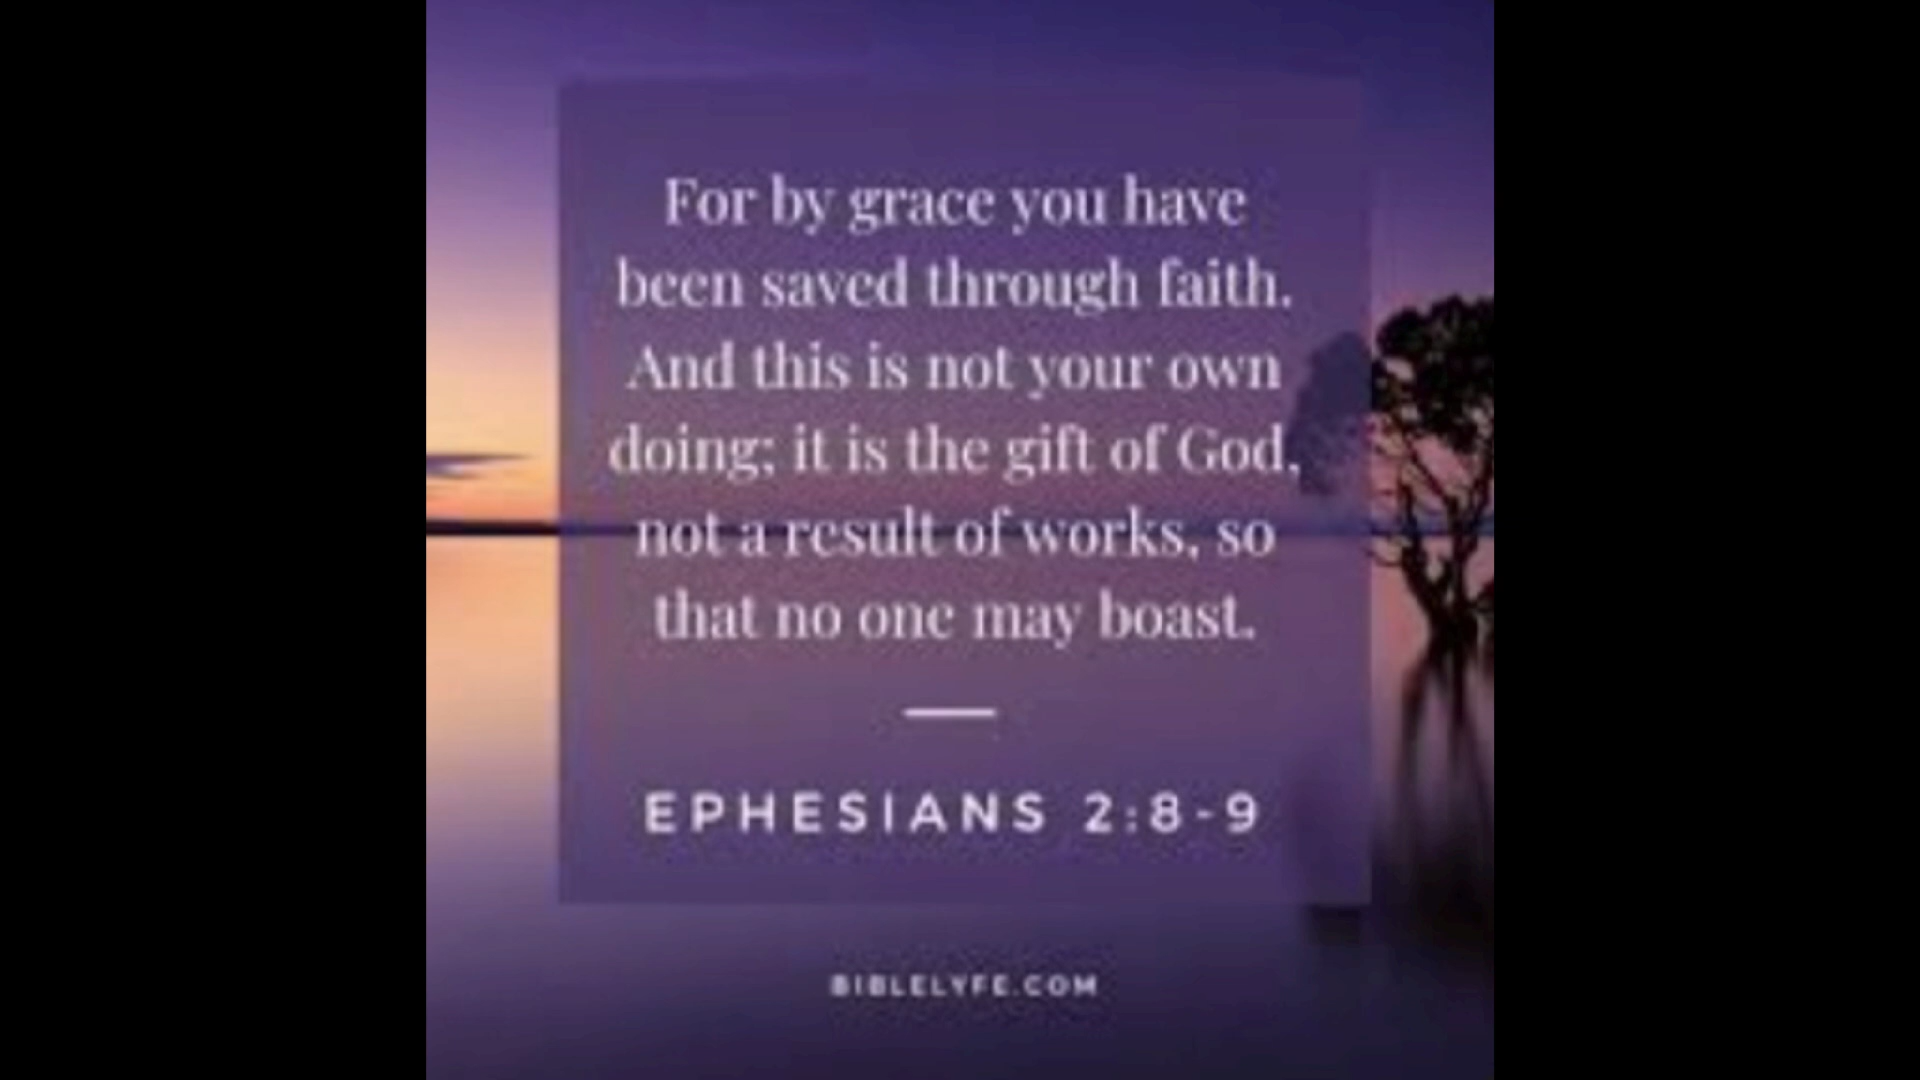 For by grace you have
been saved through faith.
And this is not your own
doing; it is the gift of God,
not a result of works, so
that no one may boast.
EPHESIANS 2:8-9
BIBLELYFE.COM